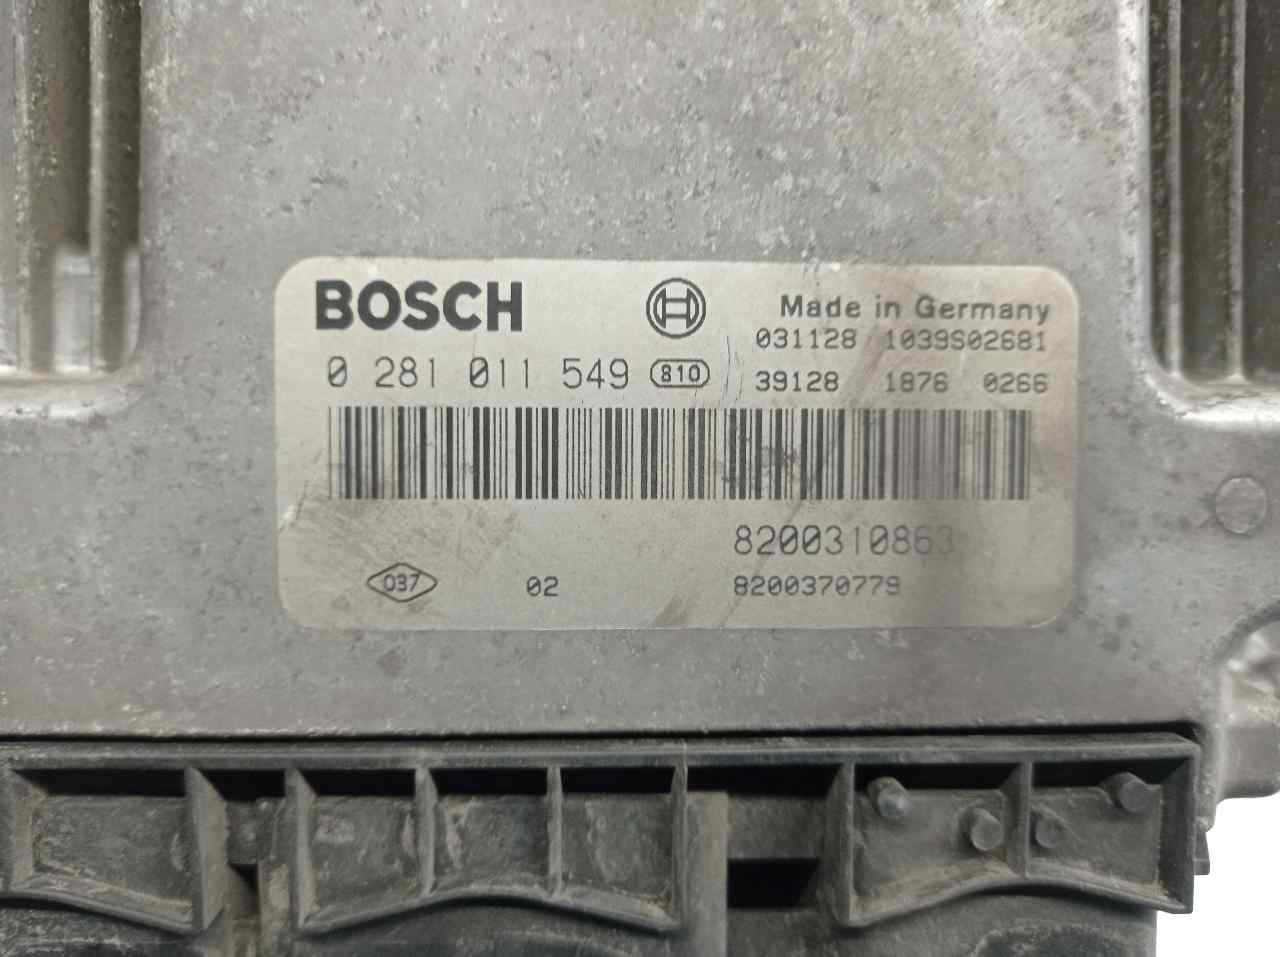 BOSCH Made in Germany
031128 1039S02681
0 281 011 549 810 39128 1876 0266
8200310863
037 02 8200370779